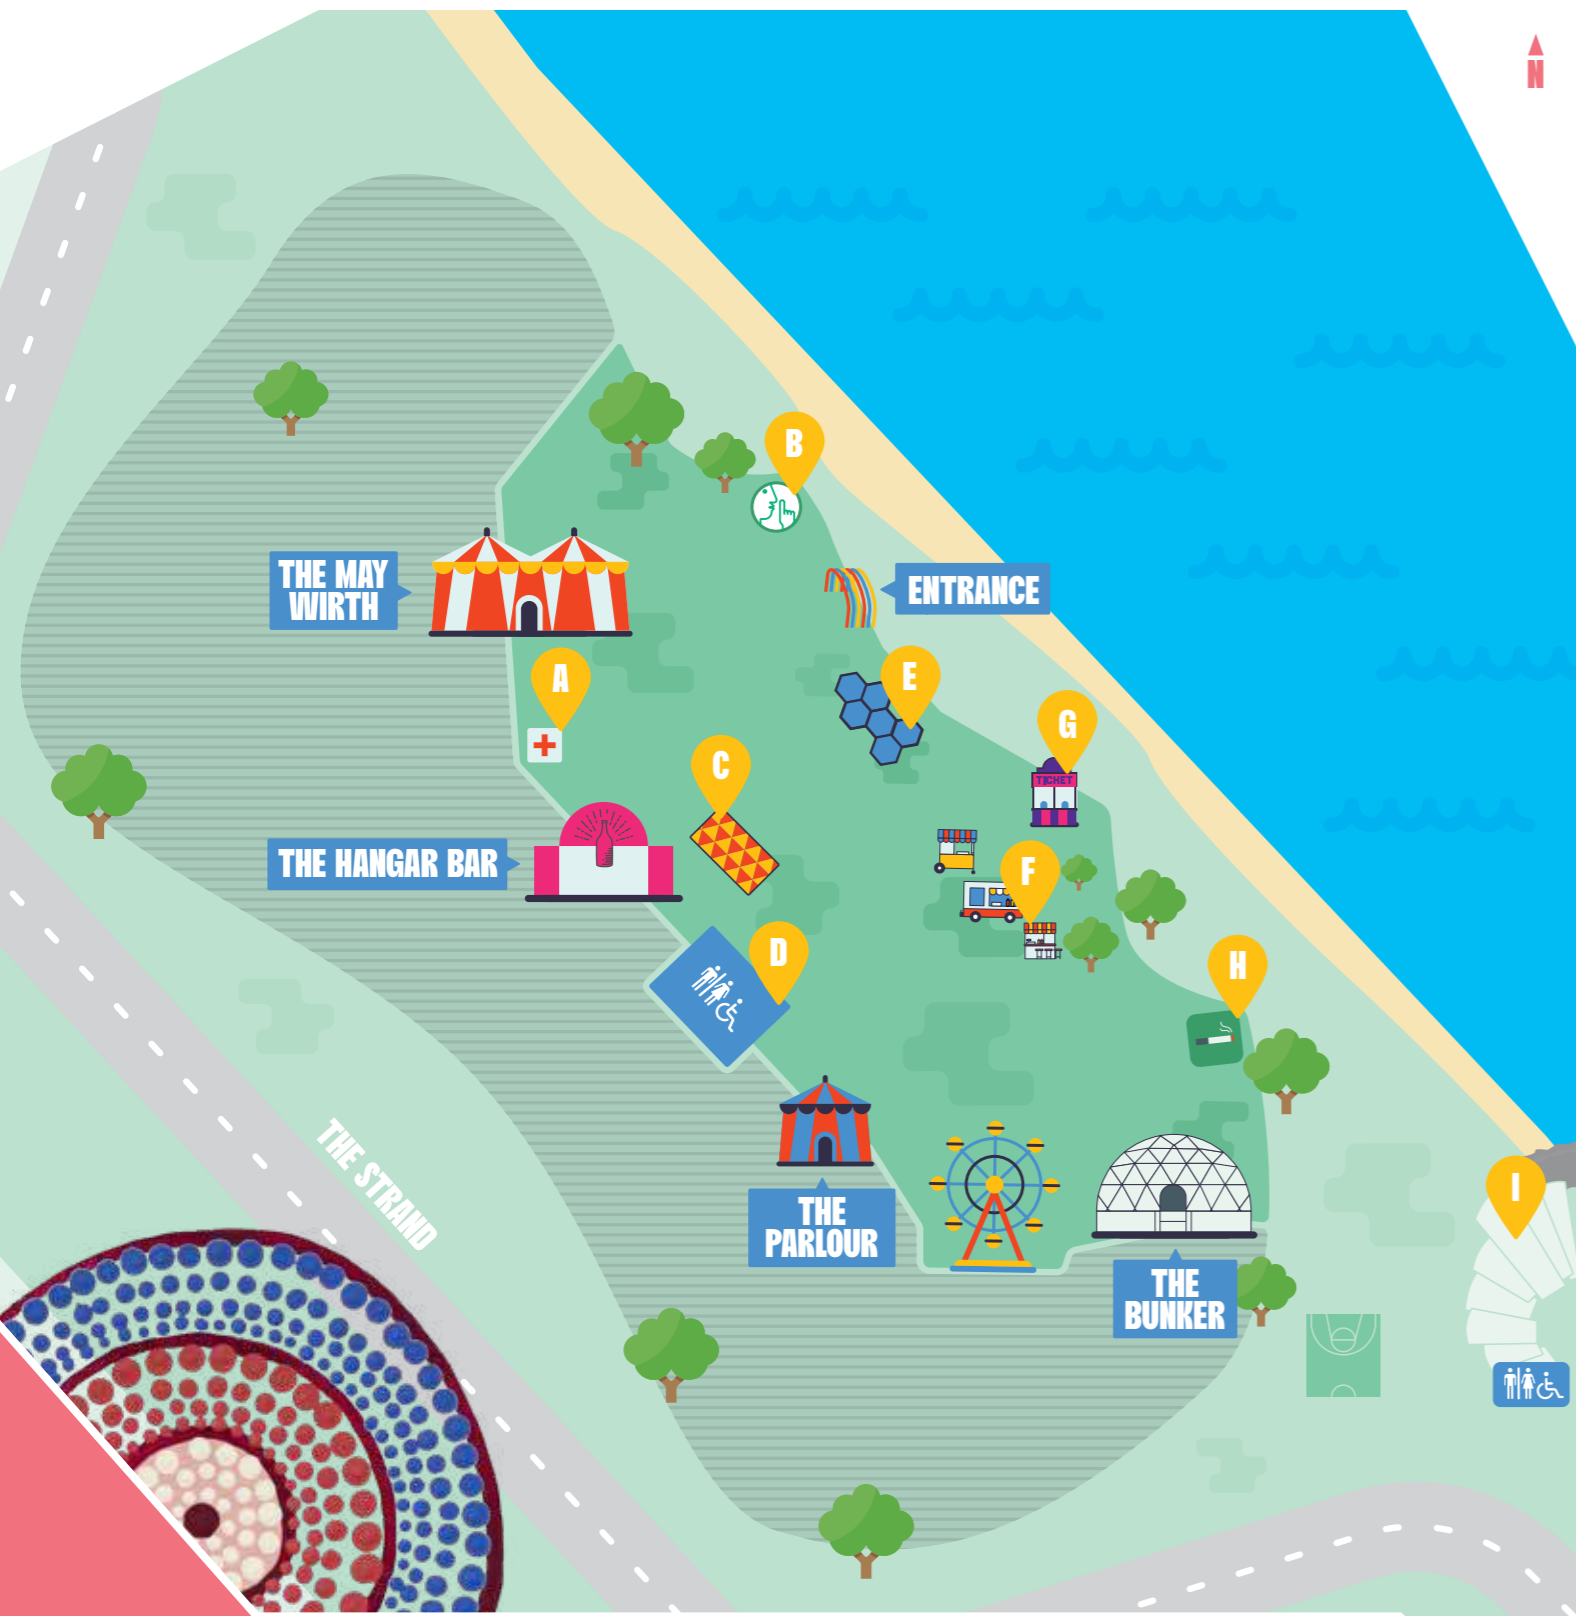 N
B
THE MAY
WIRTH
ENTRANCE
A
E
G
TICKET
C
THE HANGAR BAR
F
D
H
THE STRAND
THE
PARLOUR
I
THE
BUNKER